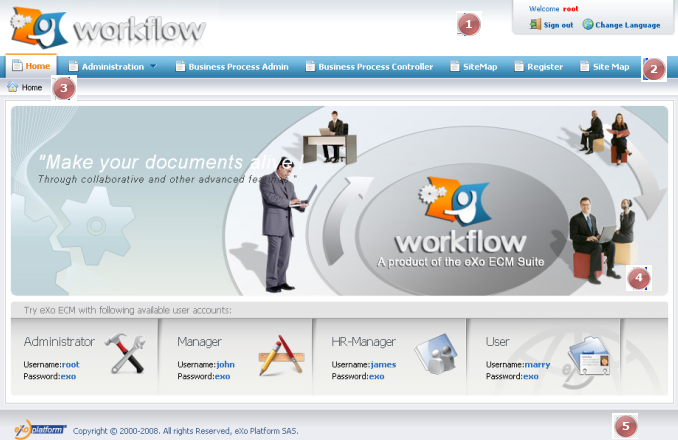 Welcome root
workflow
1
Sign out Change Language
Home Administration Business Process Admin Business Process Controller SiteMap Register Site Map
2
Home
3
"Make your documents alive !
Through collaborative and other advanced features"
workflow
A product of the eXo ECM Suite
4
Try eXo ECM with following available user accounts:
Administrator
Username:root
Password:exo
Manager
Username:john
Password:exo
HR-Manager
Username:james
Password:exo
User
Username:marry
Password:exo
eXo platform
Copyright © 2000-2008. All rights Reserved, eXo Platform SAS.
5